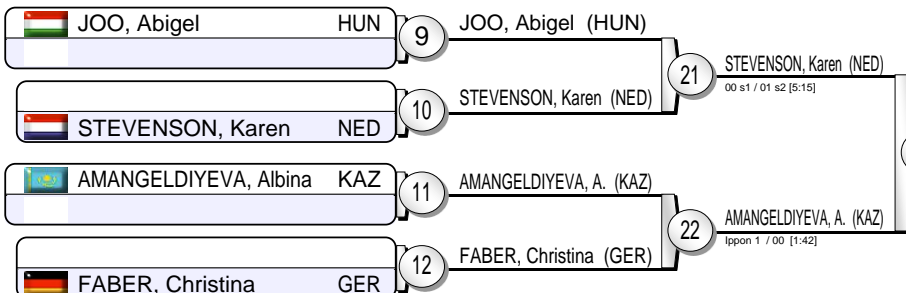 JOO, Abigel HUN
9
JOO, Abigel (HUN)
21
STEVENSON, Karen (NED)
00 s1 / 01 s2 [5:15]
10
STEVENSON, Karen (NED)
STEVENSON, Karen NED
AMANGELDIYEVA, Albina KAZ
11
AMANGELDIYEVA, A. (KAZ)
22
AMANGELDIYEVA, A. (KAZ)
Ippon 1 / 00 [1:42]
12
FABER, Christina (GER)
FABER, Christina GER